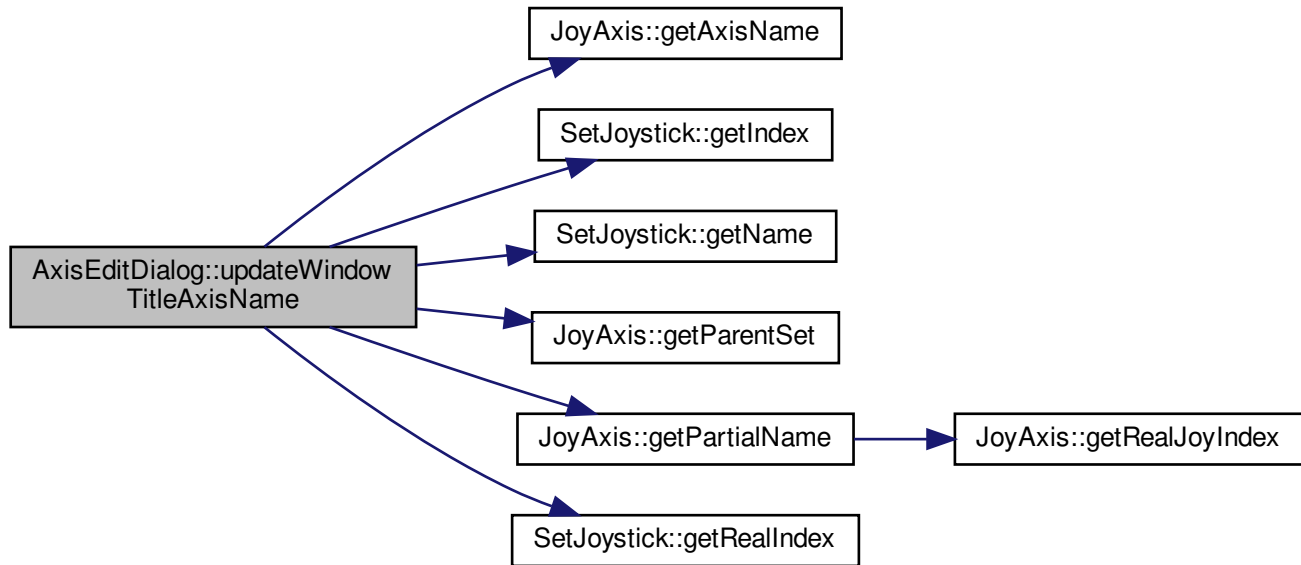 JoyAxis::getAxisName
SetJoystick::getIndex
SetJoystick::getName
AxisEditDialog::updateWindow
TitleAxisName
JoyAxis::getParentSet
JoyAxis::getPartialName
JoyAxis::getRealJoyIndex
SetJoystick::getRealIndex